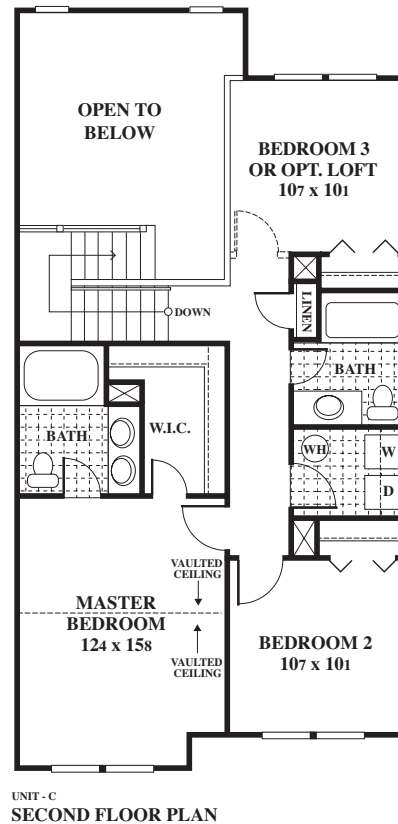 OPEN TO
BELOW
BEDROOM 3
OR OPT. LOFT
107 x 101
LINEN
DOWN
BATH
BATH
W.I.C.
WH
W
D
VAULTED
CEILING
MASTER
BEDROOM
124 x 158
VAULTED
CEILING
BEDROOM 2
107 x 101
UNIT - C
SECOND FLOOR PLAN